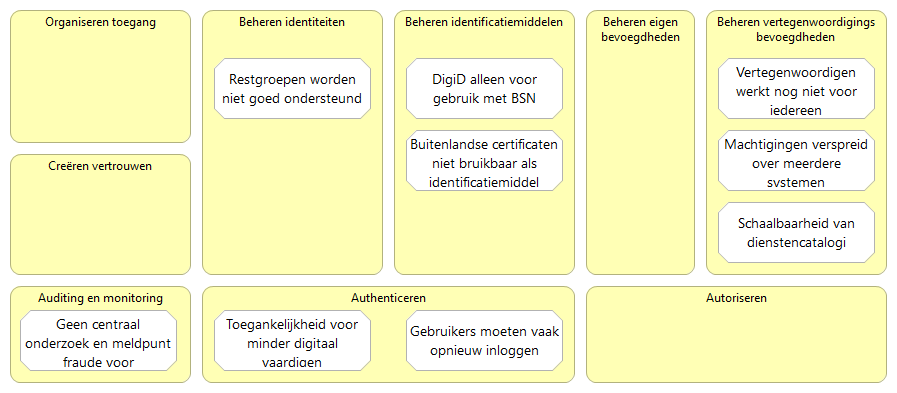 Organiseren toegang
Creëren vertrouwen
Beheren identiteiten
Restgroepen worden
niet goed ondersteund
Beheren identificatiemiddelen
DigiD alleen voor
gebruik met BSN
Buitenlandse certificaten
niet bruikbaar als
identificatiemiddel
Beheren eigen
bevoegdheden
Beheren vertegenwoordigings
bevoegdheden
Vertegenwoordigen
werkt nog niet voor
iedereen
Machtigingen verspreid
over meerdere
systemen
Schaalbaarheid van
dienstencatalogi
Auditing en monitoring
Geen centraal
onderzoek en meldpunt
fraude voor
Authenticeren
Toegankelijkheid voor
minder digitaal
vaardigen
Gebruikers moeten vaak
opnieuw inloggen
Autoriseren